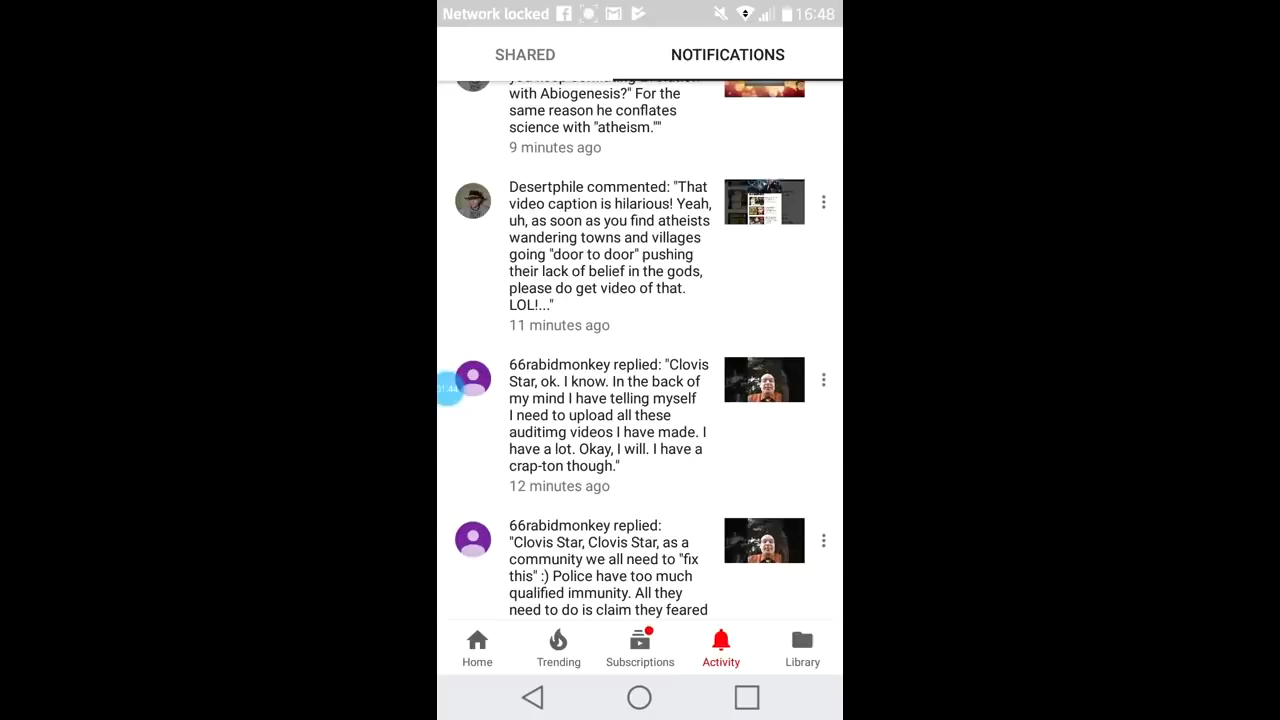 Network locked
16:48
SHARED
NOTIFICATIONS
with Abiogenesis?" For the
same reason he conflates
science with "atheism.""
9 minutes ago
Desertphile commented: "That
video caption is hilarious! Yeah,
uh, as soon as you find atheists
wandering towns and villages
going "door to door" pushing
their lack of belief in the gods,
please do get video of that.
LOL!..."
11 minutes ago
66rabidmonkey replied: "Clovis
Star, ok. I know. In the back of
my mind I have telling myself
I need to upload all these
auditimg videos I have made. I
have a lot. Okay, I will. I have a
crap-ton though."
12 minutes ago
01:44
66rabidmonkey replied:
"Clovis Star, Clovis Star, as a
community we all need to "fix
this" :) Police have too much
qualified immunity. All they
need to do is claim they feared
Home
Trending
Subscriptions
Activity
Library